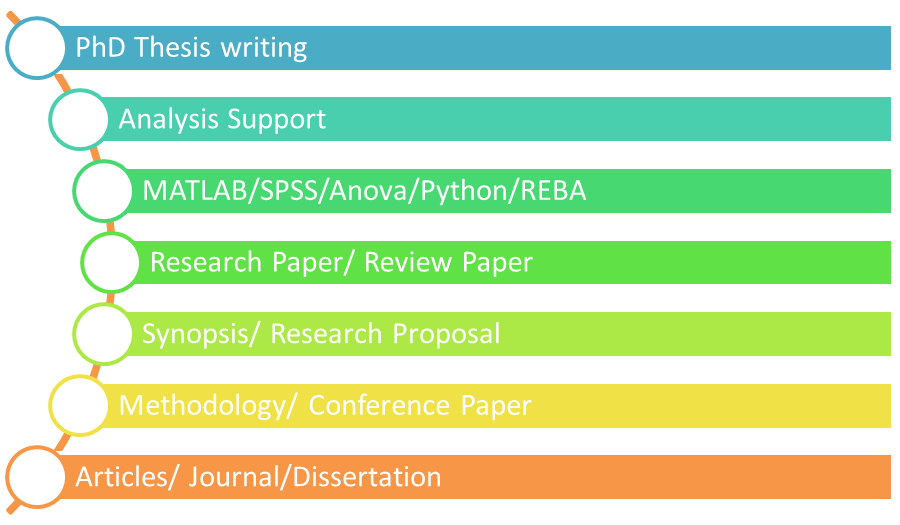 PhD Thesis writing
Analysis Support
MATLAB/SPSS/Anova/Python/REBA
Research Paper/ Review Paper
Synopsis/ Research Proposal
Methodology/ Conference Paper
Articles/ Journal/Dissertation